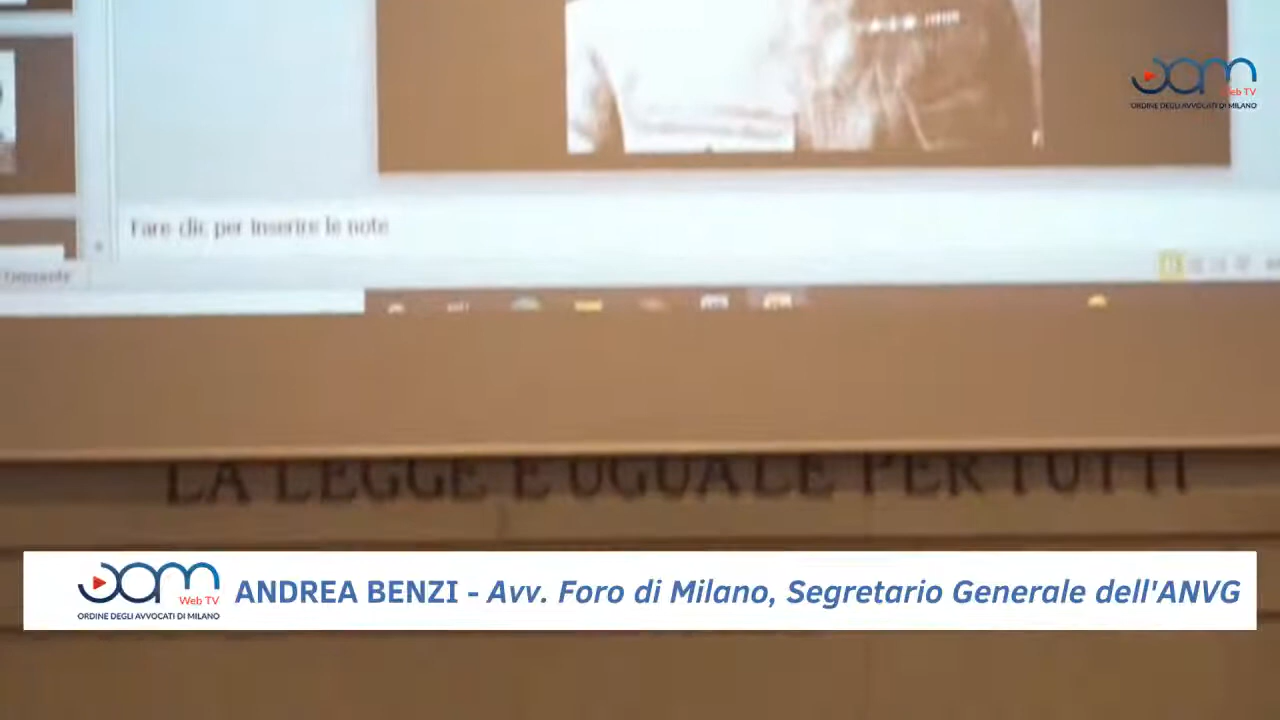 Web TV
ORDINE DEGLI AVVOCATI DI MILANO
Fare clic per inserire le note
LA LEGGE E UGUALE PER TUTTI
Web TV
ORDINE DEGLI AVVOCATI DI MILANO
ANDREA BENZI - Avv. Foro di Milano, Segretario Generale dell'ANVG